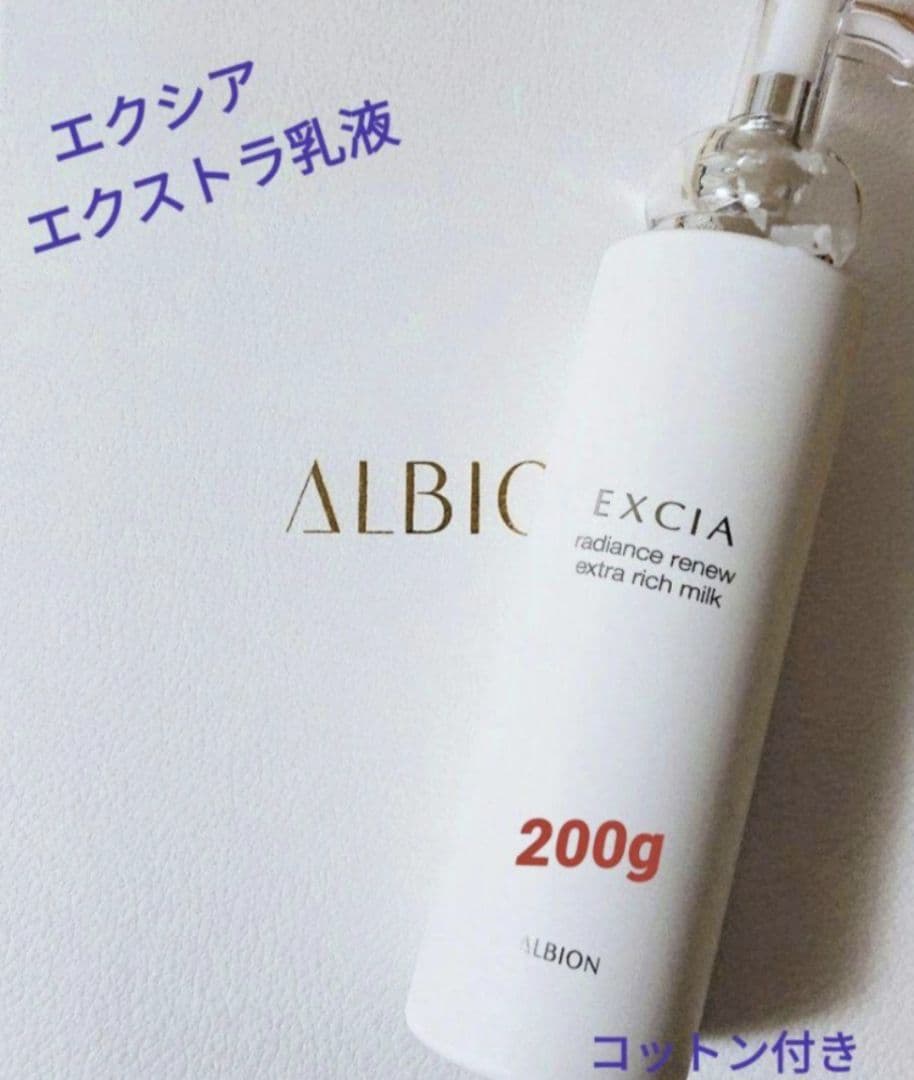 エクシア
エクストラ乳液
ALBIO
EXCIA
radiance renew
extra rich milk
200g
ALBION
コットン付き